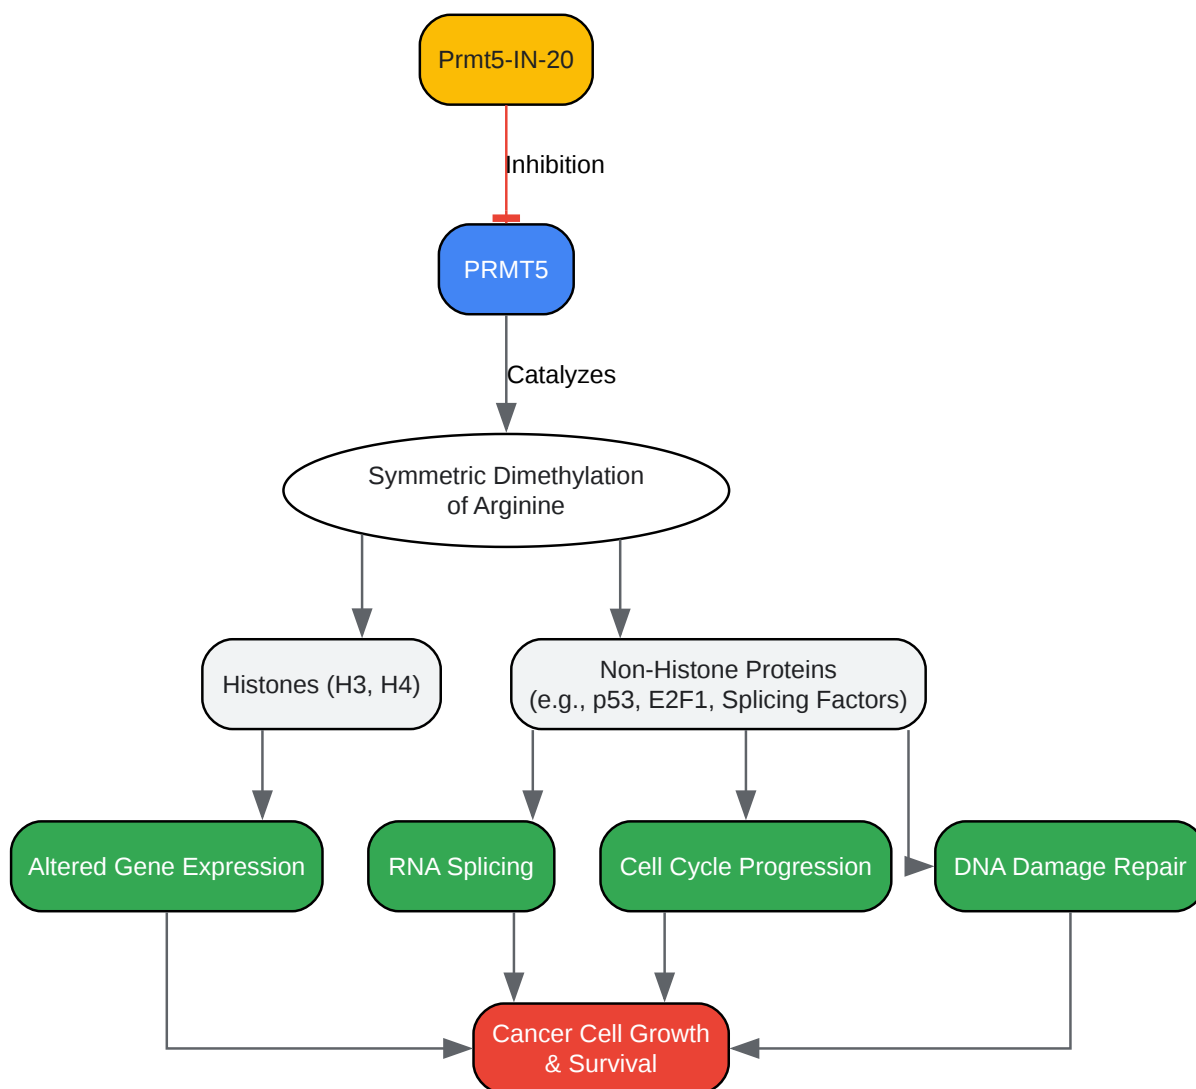 Prmt5-IN-20
Inhibition
PRMT5
Catalyzes
Symmetric Dimethylation
of Arginine
Histones (H3, H4)
Non-Histone Proteins
(e.g., p53, E2F1, Splicing Factors)
Altered Gene Expression
RNA Splicing
Cell Cycle Progression
DNA Damage Repair
Cancer Cell Growth
& Survival